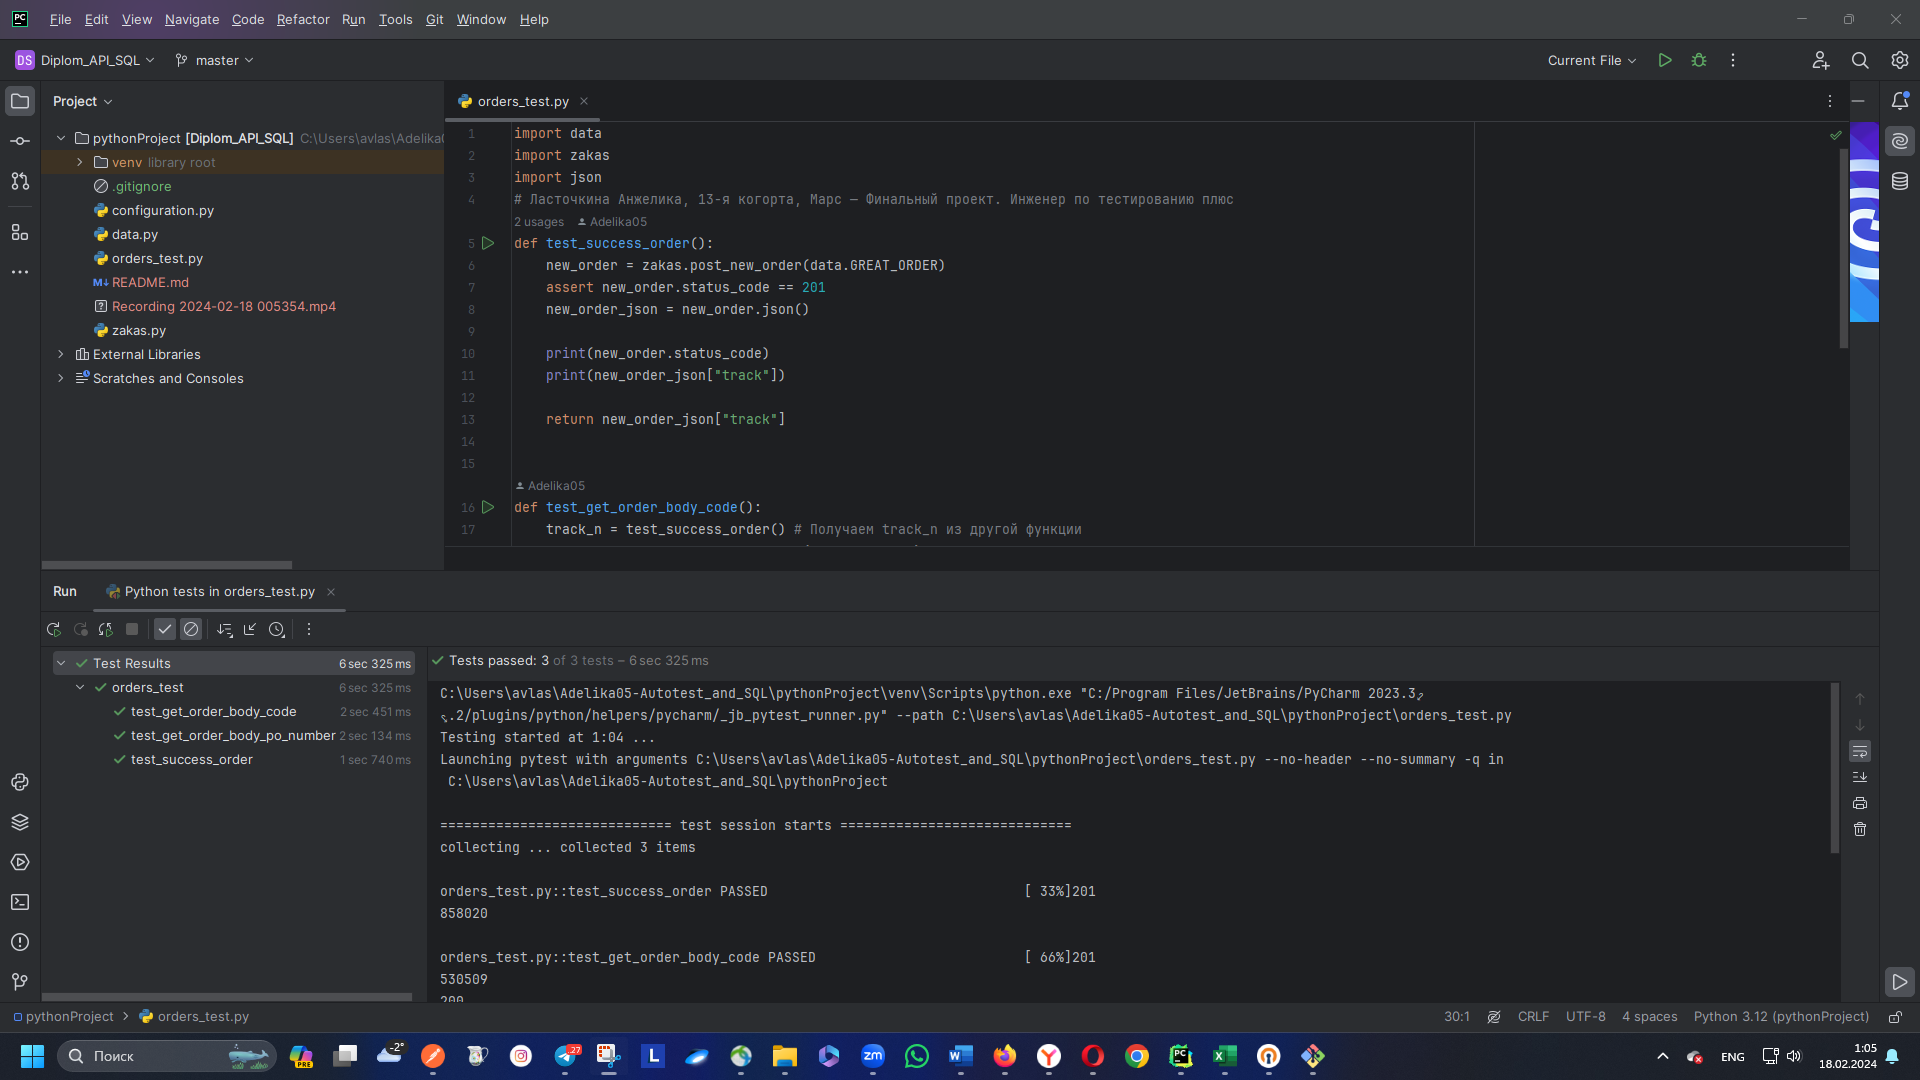 PC File Edit View Navigate Code Refactor Run Tools Git Window Help
DS Diplom_API_SQL master Current File
Project
pythonProject [Diplom_API_SQL] C:\Users\avlas\Adelika
venv library root
.gitignore
configuration.py
data.py
orders_test.py
M↓ README.md
Recording 2024-02-18 005354.mp4
zakas.py
External Libraries
Scratches and Consoles
orders_test.py
1 import data
2 import zakas
3 import json
4 # Ласточкина Анжелика, 13-я когорта, Марс — Финальный проект. Инженер по тестированию плюс
2 usages Adelika05
5 def test_success_order():
6 new_order = zakas.post_new_order(data.GREAT_ORDER)
7 assert new_order.status_code == 201
8 new_order_json = new_order.json()
9
10 print(new_order.status_code)
11 print(new_order_json["track"])
12
13 return new_order_json["track"]
14
15
Adelika05
16 def test_get_order_body_code():
17 track_n = test_success_order() # Получаем track_n из другой функции
Run Python tests in orders_test.py
Test Results 6 sec 325 ms
orders_test 6 sec 325 ms
test_get_order_body_code 2 sec 451 ms
test_get_order_body_po_number 2 sec 134 ms
test_success_order 1 sec 740 ms
Tests passed: 3 of 3 tests – 6 sec 325 ms
C:\Users\avlas\Adelika05-Autotest_and_SQL\pythonProject\venv\Scripts\python.exe "C:/Program Files/JetBrains/PyCharm 2023.3
.2/plugins/python/helpers/pycharm/_jb_pytest_runner.py" --path C:\Users\avlas\Adelika05-Autotest_and_SQL\pythonProject\orders_test.py
Testing started at 1:04 ...
Launching pytest with arguments C:\Users\avlas\Adelika05-Autotest_and_SQL\pythonProject\orders_test.py --no-header --no-summary -q in
C:\Users\avlas\Adelika05-Autotest_and_SQL\pythonProject
============================= test session starts =============================
collecting ... collected 3 items
orders_test.py::test_success_order PASSED [ 33%]201
858020
orders_test.py::test_get_order_body_code PASSED [ 66%]201
530509
200
pythonProject > orders_test.py 30:1 CRLF UTF-8 4 spaces Python 3.12 (pythonProject)
Поиск PRE -2° 27 L zm W Y PC X ENG 1:05
18.02.2024